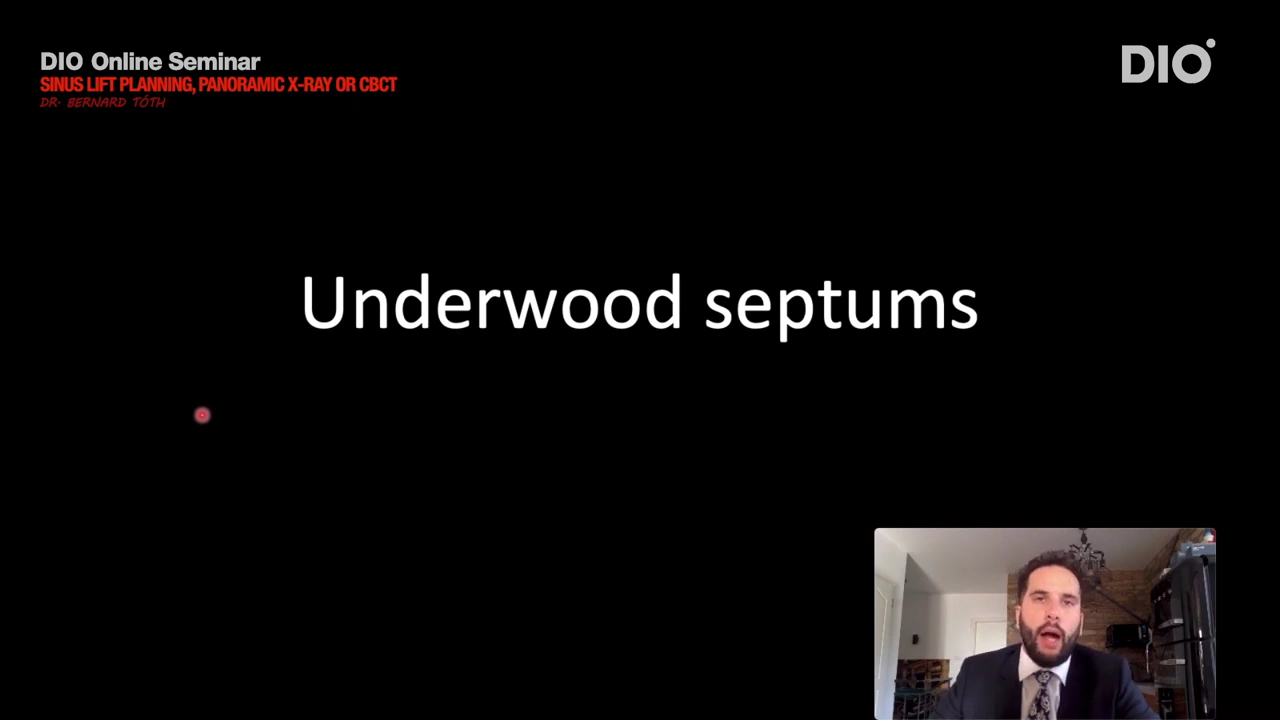 DIO Online Seminar
SINUS LIFT PLANNING, PANORAMIC X-RAY OR CBCT
DR. BERNARD TÓTH
DIO
Underwood septums